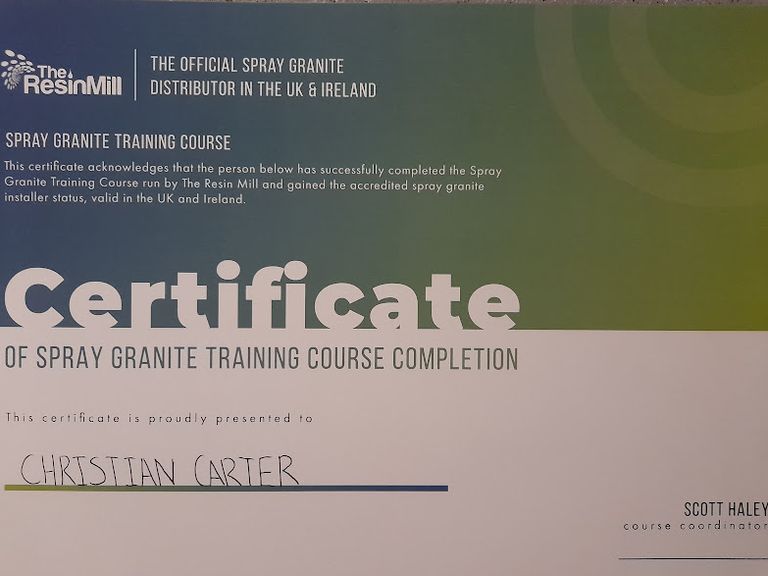 The
ResinMill
THE OFFICIAL SPRAY GRANITE
DISTRIBUTOR IN THE UK & IRELAND
SPRAY GRANITE TRAINING COURSE
This certificate acknowledges that the person below has successfully completed the Spray
Granite Training Course run by The Resin Mill and gained the accredited spray granite
installer status, valid in the UK and Ireland.
Certificate
OF SPRAY GRANITE TRAINING COURSE COMPLETION
This certificate is proudly presented to
CHRISTIAN CARTER
SCOTT HALEY
course coordinator